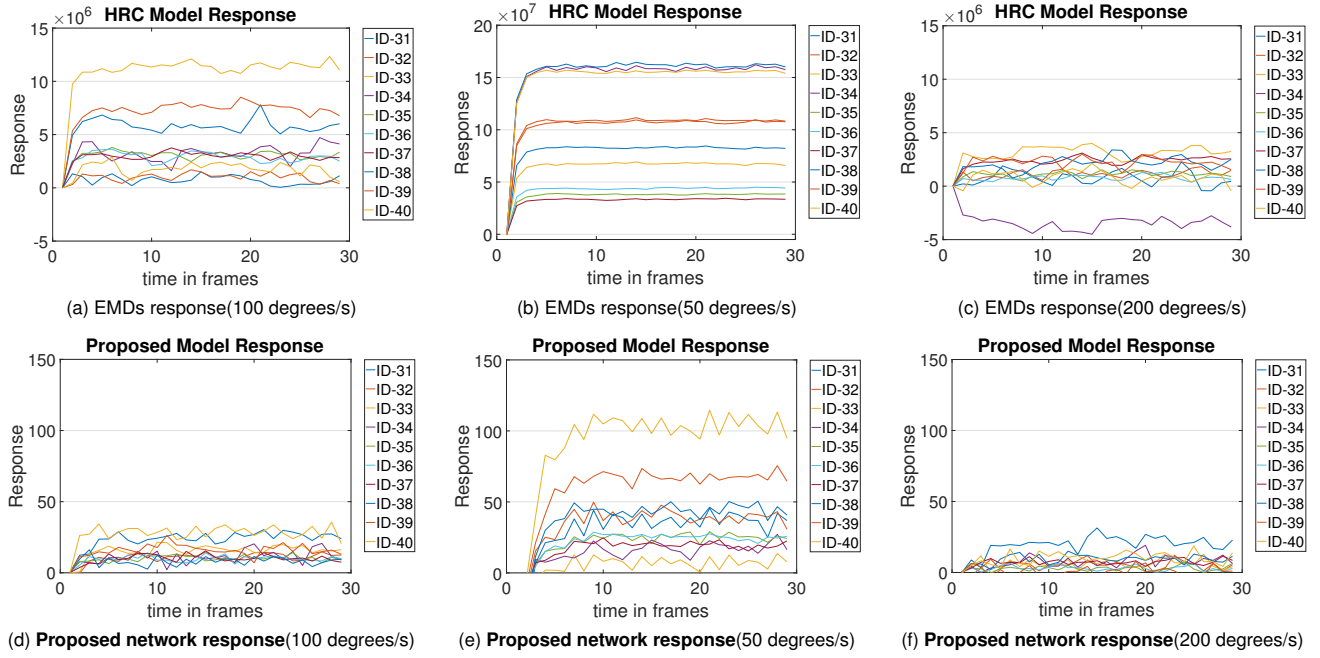 HRC Model Response
×10⁶
15
10
5
0
-5
0
10
20
30
Response
time in frames
ID-31
ID-32
ID-33
ID-34
ID-35
ID-36
ID-37
ID-38
ID-39
ID-40
(a) EMDs response(100 degrees/s)
HRC Model Response
×10⁷
20
15
10
5
0
0
10
20
30
Response
time in frames
ID-31
ID-32
ID-33
ID-34
ID-35
ID-36
ID-37
ID-38
ID-39
ID-40
(b) EMDs response(50 degrees/s)
HRC Model Response
×10⁶
15
10
5
0
-5
0
10
20
30
Response
time in frames
ID-31
ID-32
ID-33
ID-34
ID-35
ID-36
ID-37
ID-38
ID-39
ID-40
(c) EMDs response(200 degrees/s)
Proposed Model Response
150
100
50
0
0
10
20
30
Response
time in frames
ID-31
ID-32
ID-33
ID-34
ID-35
ID-36
ID-37
ID-38
ID-39
ID-40
(d) Proposed network response(100 degrees/s)
Proposed Model Response
150
100
50
0
0
10
20
30
Response
time in frames
ID-31
ID-32
ID-33
ID-34
ID-35
ID-36
ID-37
ID-38
ID-39
ID-40
(e) Proposed network response(50 degrees/s)
Proposed Model Response
150
100
50
0
0
10
20
30
Response
time in frames
ID-31
ID-32
ID-33
ID-34
ID-35
ID-36
ID-37
ID-38
ID-39
ID-40
(f) Proposed network response(200 degrees/s)